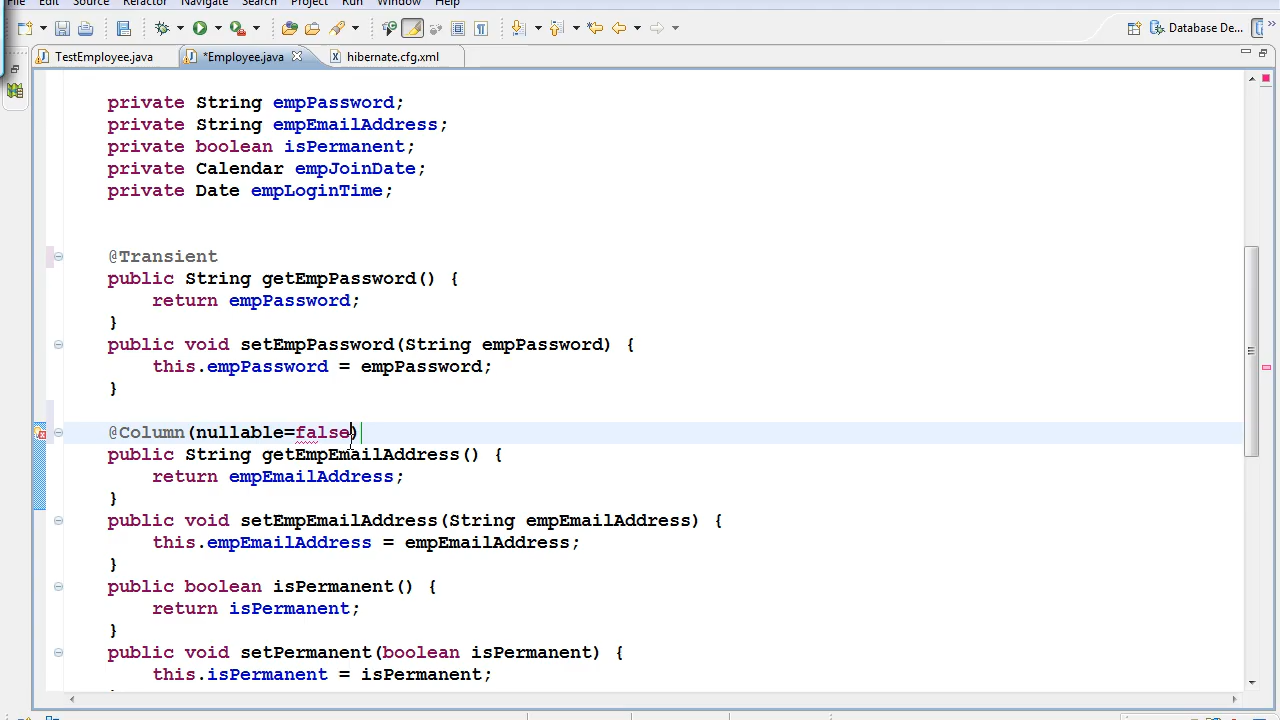 File Edit Source Refactor Navigate Search Project Run Window Help
Database De...
TestEmployee.java *Employee.java hibernate.cfg.xml
private String empPassword;
private String empEmailAddress;
private boolean isPermanent;
private Calendar empJoinDate;
private Date empLoginTime;
@Transient
public String getEmpPassword() {
return empPassword;
}
public void setEmpPassword(String empPassword) {
this.empPassword = empPassword;
}
@Column(nullable=false)
public String getEmpEmailAddress() {
return empEmailAddress;
}
public void setEmpEmailAddress(String empEmailAddress) {
this.empEmailAddress = empEmailAddress;
}
public boolean isPermanent() {
return isPermanent;
}
public void setPermanent(boolean isPermanent) {
this.isPermanent = isPermanent;